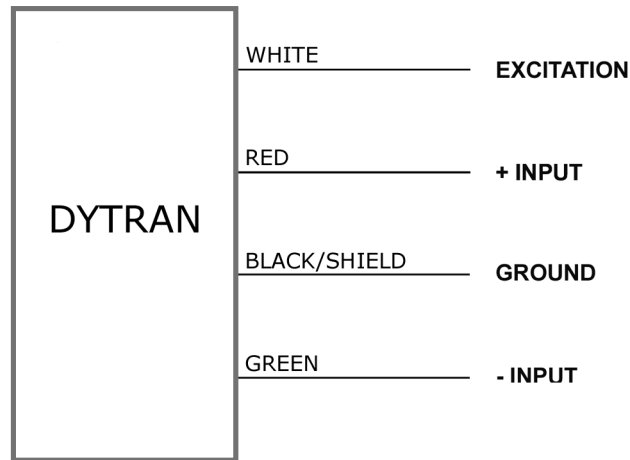 WHITE
EXCITATION
RED
+ INPUT
DYTRAN
BLACK/SHIELD
GROUND
GREEN
- INPUT